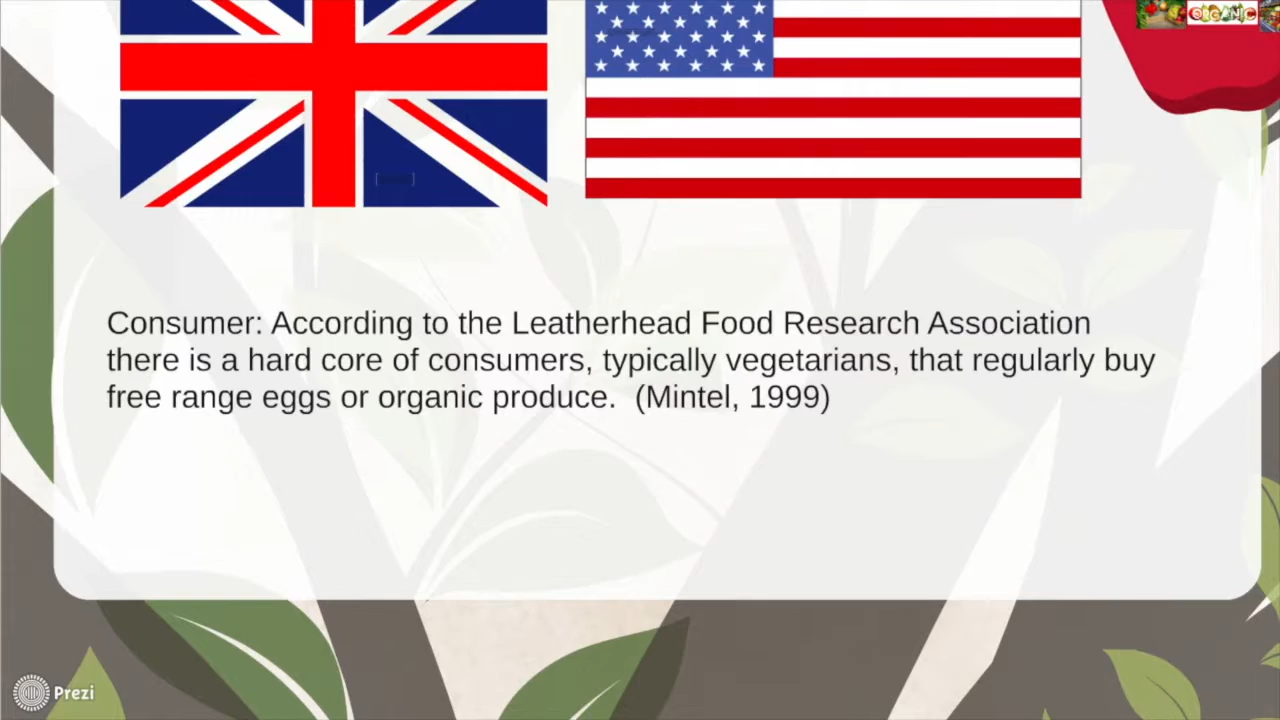 ORGANIC
Consumer: According to the Leatherhead Food Research Association
there is a hard core of consumers, typically vegetarians, that regularly buy
free range eggs or organic produce.  (Mintel, 1999)
Prezi